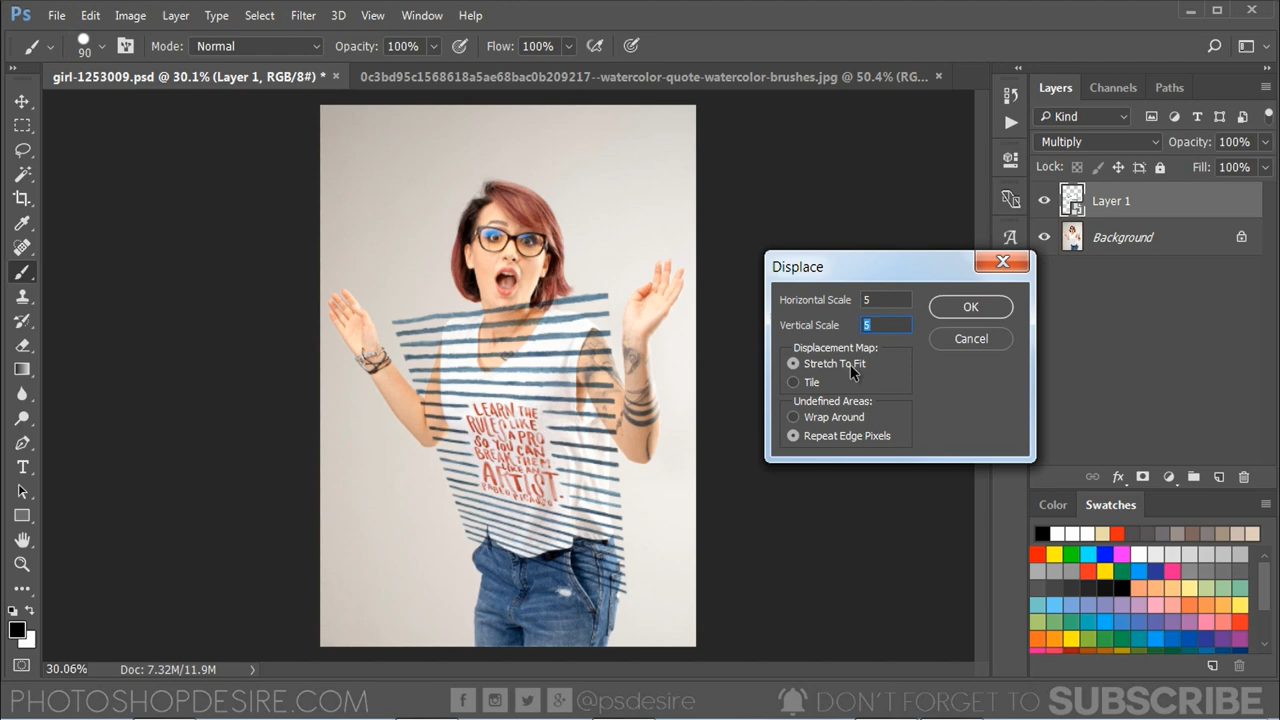 Ps File Edit Image Layer Type Select Filter 3D View Window Help
90 Mode: Normal Opacity: 100% Flow: 100%
girl-1253009.psd @ 30.1% (Layer 1, RGB/8#) * × 0c3bd95c1568618a5ae68bac0b209217--watercolor-quote-watercolor-brushes.jpg @ 50.4% (RG... ×
Layers Channels Paths
Kind
Multiply Opacity: 100%
Lock: Fill: 100%
Layer 1
Background
Displace
Horizontal Scale 5
OK
Vertical Scale 5
Cancel
Displacement Map:
Stretch To Fit
Tile
Undefined Areas:
Wrap Around
Repeat Edge Pixels
LEARN THE
RULES LIKE
A PRO
SO YOU CAN
BREAK THEM
LIKE AN
ARTIST.
PABLO PICASSO
fx
Color Swatches
30.06% Doc: 7.32M/11.9M
PHOTOSHOPDESIRE.COM @psdesire DON'T FORGET TO SUBSCRIBE